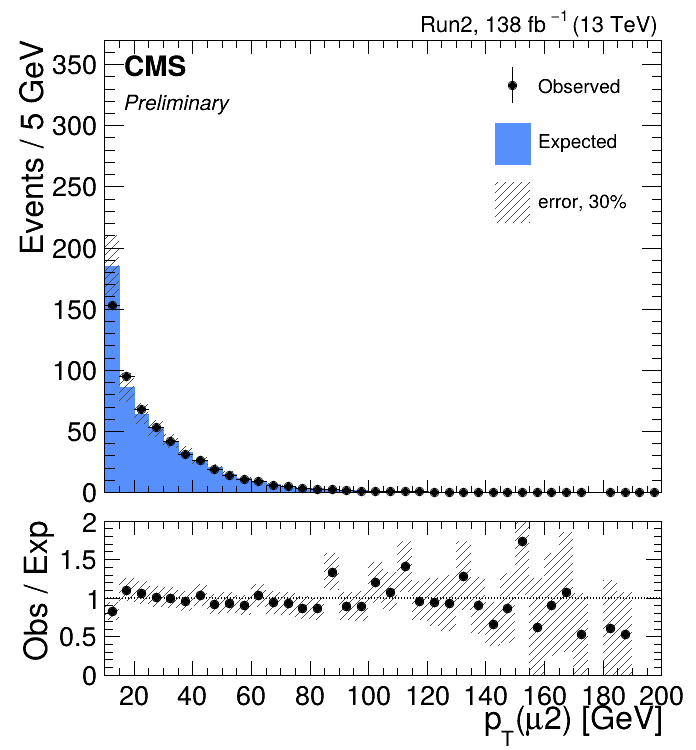 Run2, 138 fb⁻¹ (13 TeV)
CMS
Preliminary
Observed
Expected
error, 30%
Events / 5 GeV
350
300
250
200
150
100
50
0
Obs / Exp
2
1.5
1
0.5
0
20 40 60 80 100 120 140 160 180 200
p_T(μ2) [GeV]